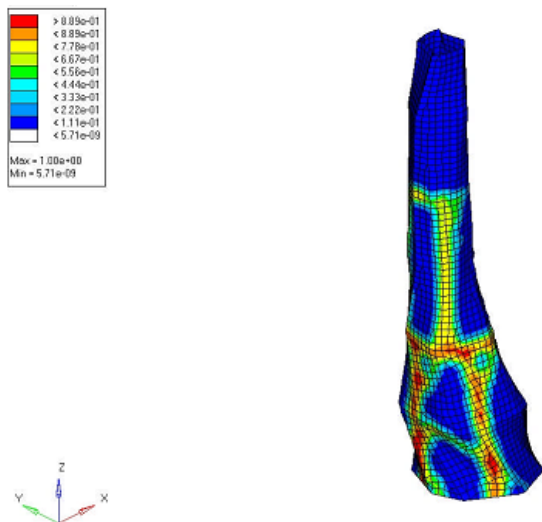 > 8.89e-01
< 8.89e-01
< 7.78e-01
< 6.67e-01
< 5.56e-01
< 4.44e-01
< 3.33e-01
< 2.22e-01
< 1.11e-01
< 5.71e-09
Max = 1.00e+00
Min = 5.71e-09
Z
Y
X